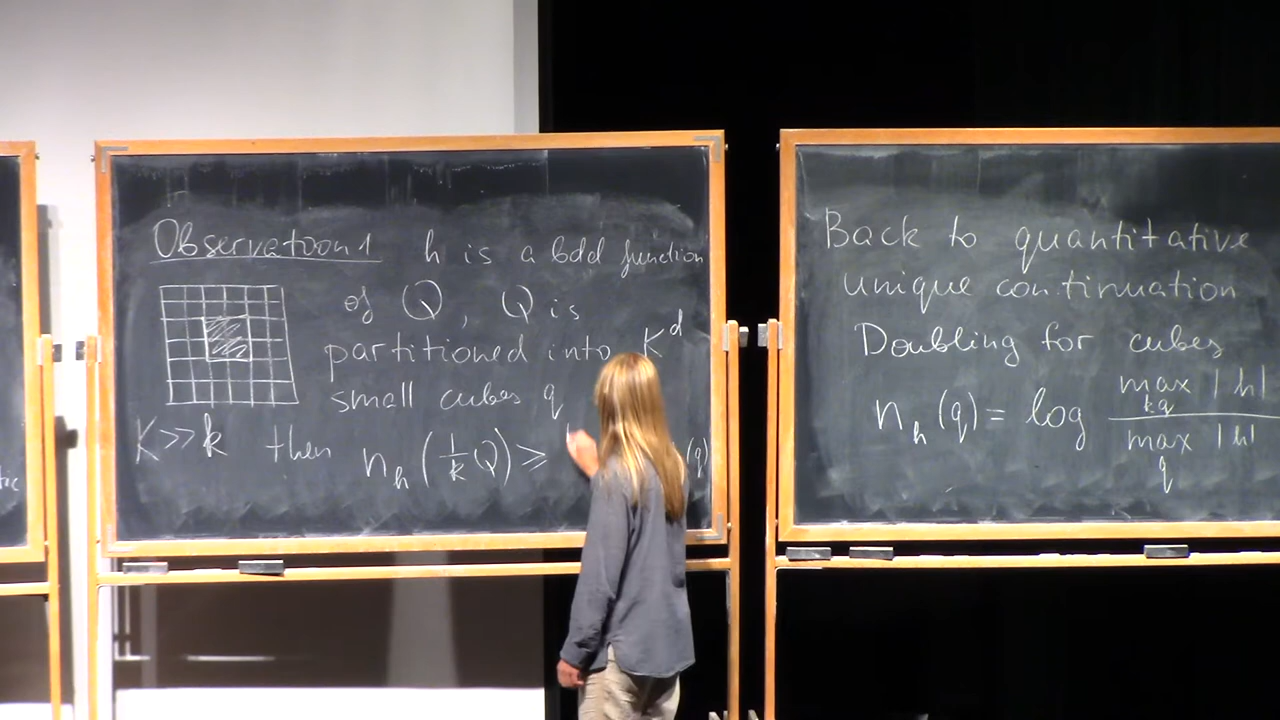 Observatoon 1 h is a bdd function
of Q, Q is
partitioned into K^d
small cubes q
K >> k then n_h (1/k Q) ≥ (q)
Back to quantitative
unique continuation
Doubling for cubes
n_h (q) = log max_{kq} |h| / max_q |h|